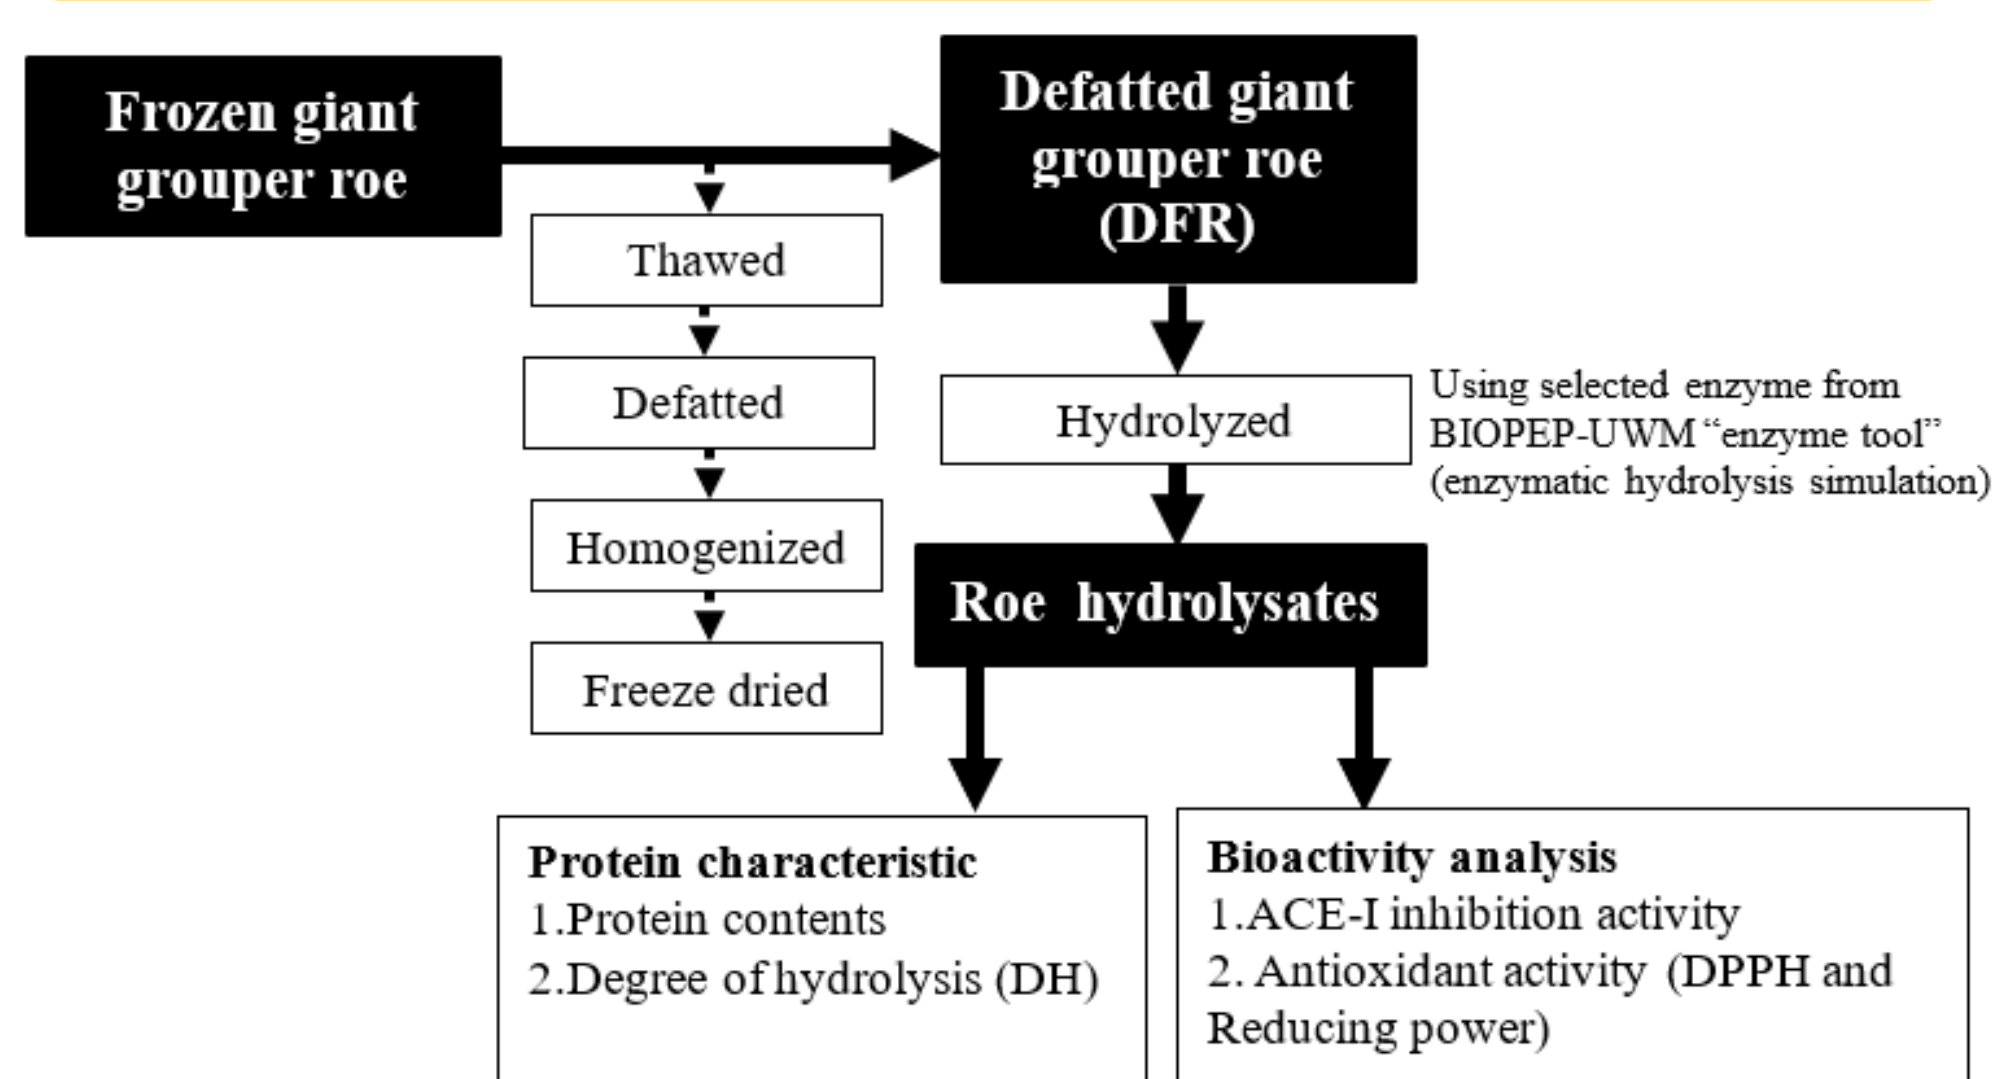 Frozen giant
grouper roe
Defatted giant
grouper roe
(DFR)
Thawed
Defatted
Homogenized
Freeze dried
Hydrolyzed
Using selected enzyme from
BIOPEP-UWM “enzyme tool”
(enzymatic hydrolysis simulation)
Roe hydrolysates
Protein characteristic
1.Protein contents
2.Degree of hydrolysis (DH)
Bioactivity analysis
1.ACE-I inhibition activity
2. Antioxidant activity (DPPH and
Reducing power)